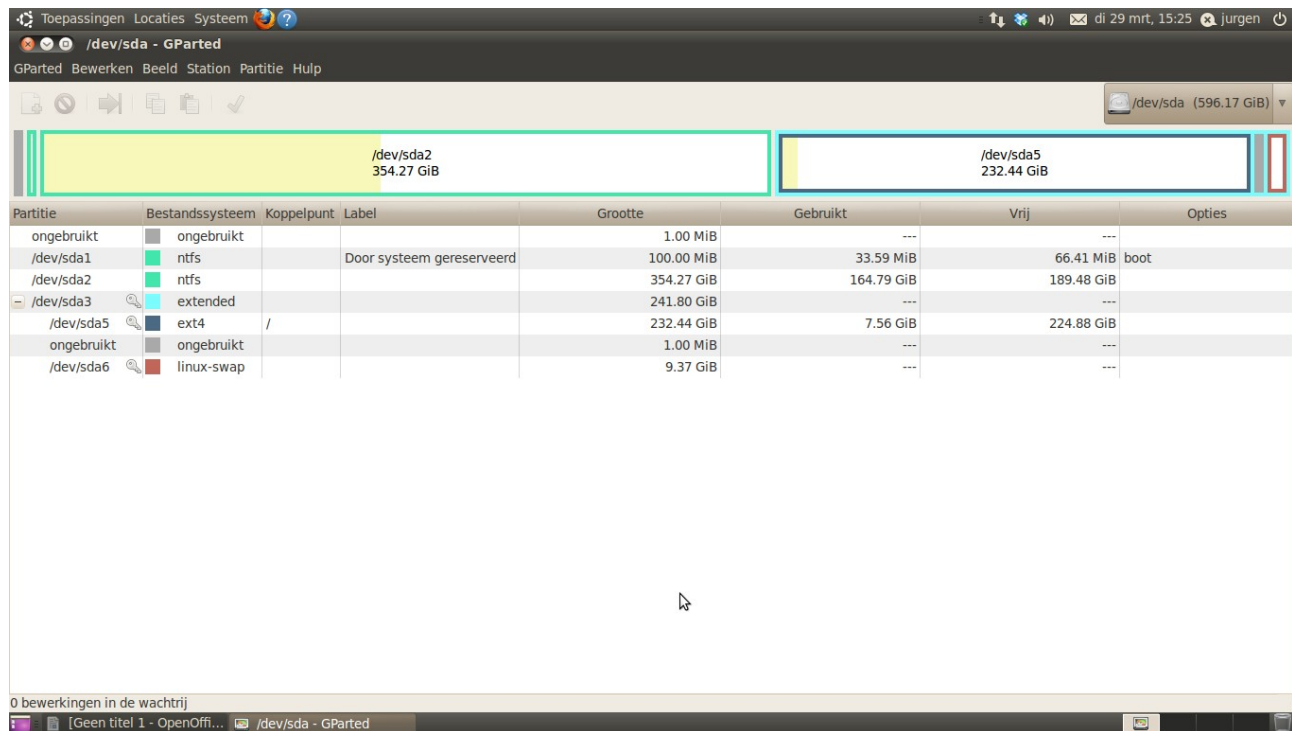 Toepassingen Locaties Systeem di 29 mrt, 15:25 jurgen
/dev/sda - GParted
GParted Bewerken Beeld Station Partitie Hulp
/dev/sda (596.17 GiB)
/dev/sda2
354.27 GiB
/dev/sda5
232.44 GiB
Partitie Bestandssysteem Koppelpunt Label Grootte Gebruikt Vrij Opties
ongebruikt ongebruikt 1.00 MiB --- ---
/dev/sda1 ntfs Door systeem gereserveerd 100.00 MiB 33.59 MiB 66.41 MiB boot
/dev/sda2 ntfs 354.27 GiB 164.79 GiB 189.48 GiB
/dev/sda3 extended 241.80 GiB --- ---
/dev/sda5 ext4 / 232.44 GiB 7.56 GiB 224.88 GiB
ongebruikt ongebruikt 1.00 MiB --- ---
/dev/sda6 linux-swap 9.37 GiB --- ---
0 bewerkingen in de wachtrij
[Geen titel 1 - OpenOffi... /dev/sda - GParted